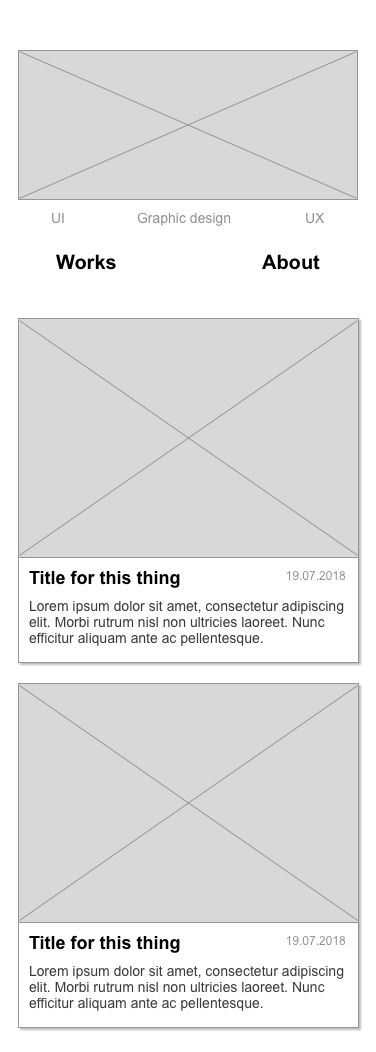 UI Graphic design UX
Works About
Title for this thing 19.07.2018
Lorem ipsum dolor sit amet, consectetur adipiscing
elit. Morbi rutrum nisl non ultricies laoreet. Nunc
efficitur aliquam ante ac pellentesque.
Title for this thing 19.07.2018
Lorem ipsum dolor sit amet, consectetur adipiscing
elit. Morbi rutrum nisl non ultricies laoreet. Nunc
efficitur aliquam ante ac pellentesque.